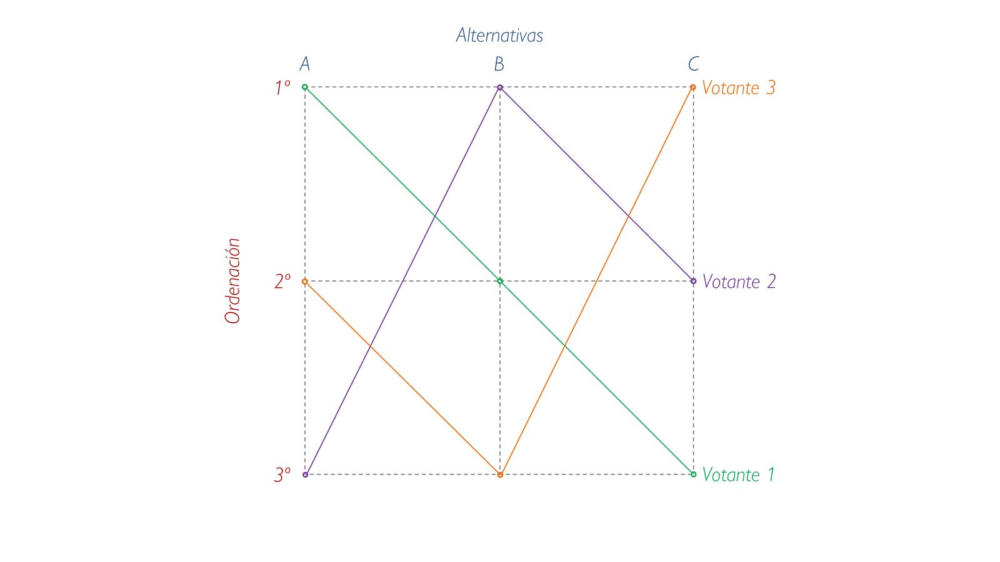 Alternativas
A B C
1º Votante 3
Ordenación
2º Votante 2
3º Votante 1